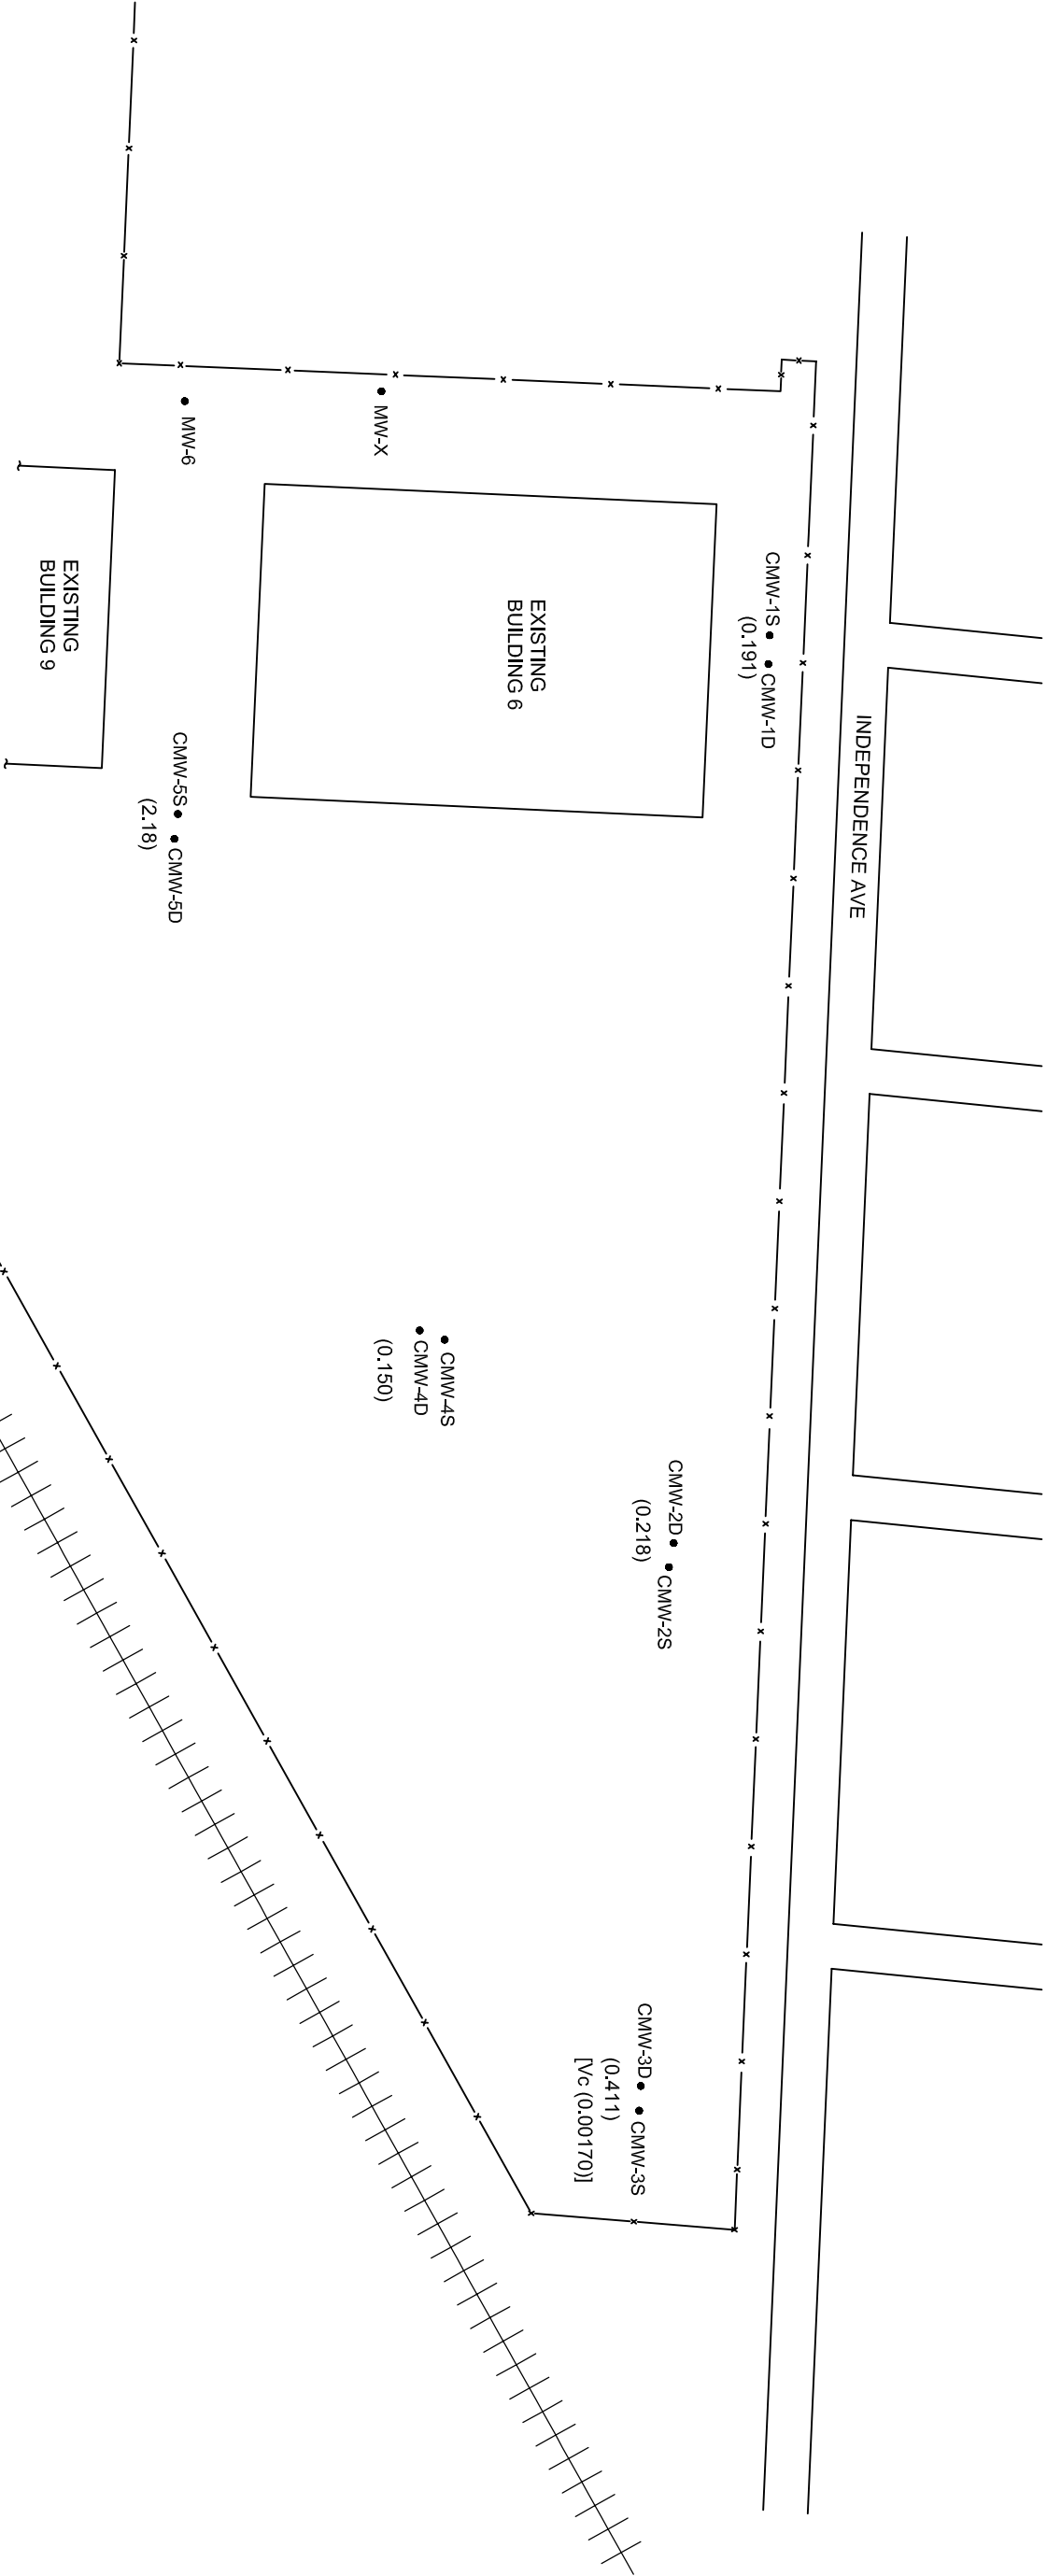 INDEPENDENCE AVE
CMW-1S
CMW-1D
(0.191)
CMW-2D
CMW-2S
(0.218)
CMW-3D
CMW-3S
(0.411)
[Vc (0.00170)]
EXISTING
BUILDING 6
CMW-4S
CMW-4D
(0.150)
MW-X
MW-6
CMW-5S
CMW-5D
(2.18)
EXISTING
BUILDING 9